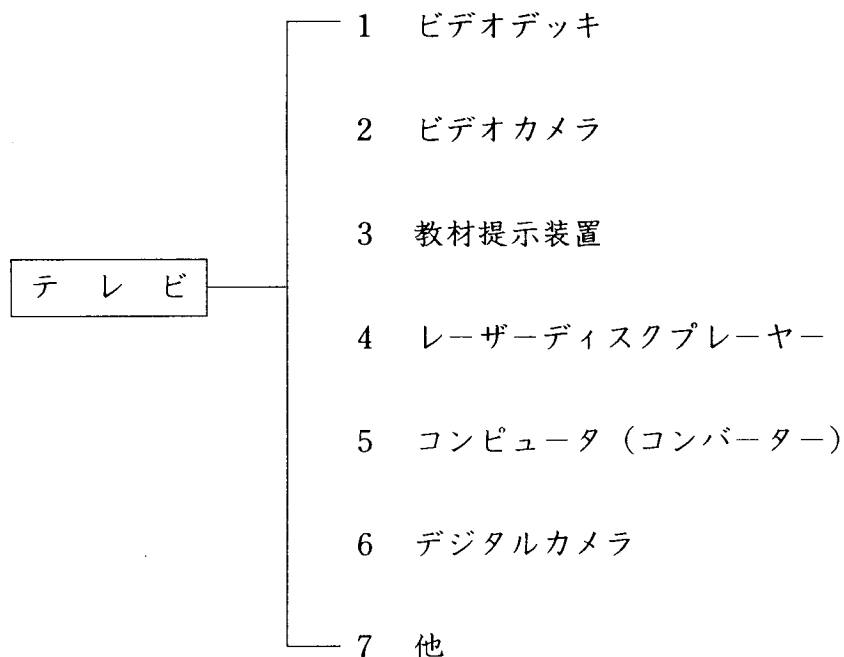 1 ビデオデッキ
2 ビデオカメラ
3 教材提示装置
テレビ
4 レーザーディスクプレーヤー
5 コンピュータ（コンバーター）
6 デジタルカメラ
7 他